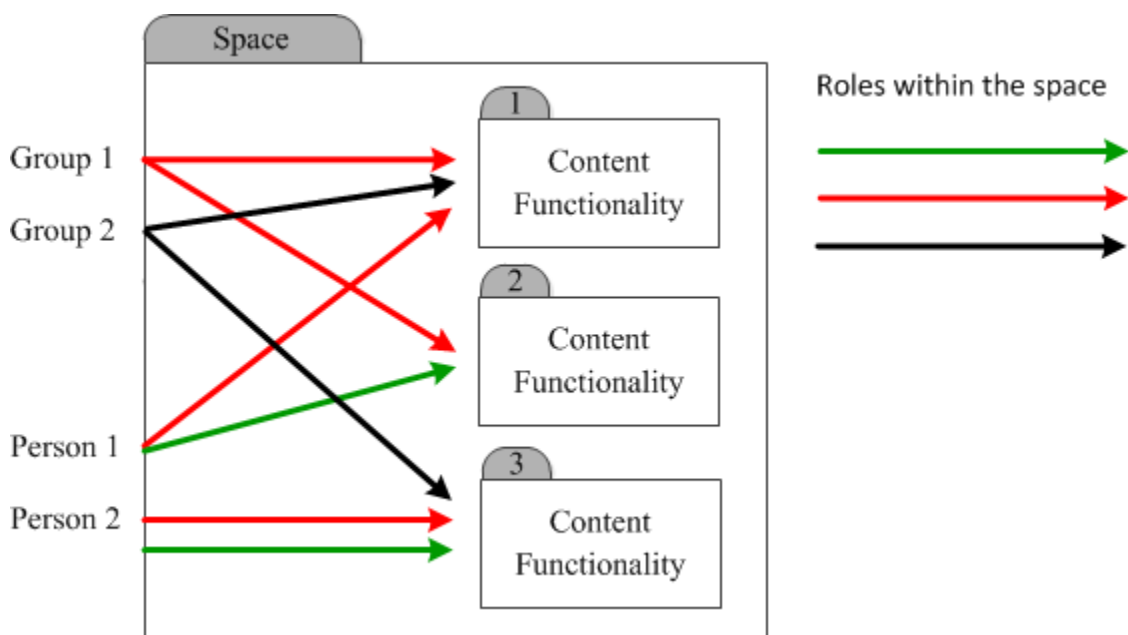 Space
Roles within the space
Group 1
Group 2
Person 1
Person 2
1
Content
Functionality
2
Content
Functionality
3
Content
Functionality